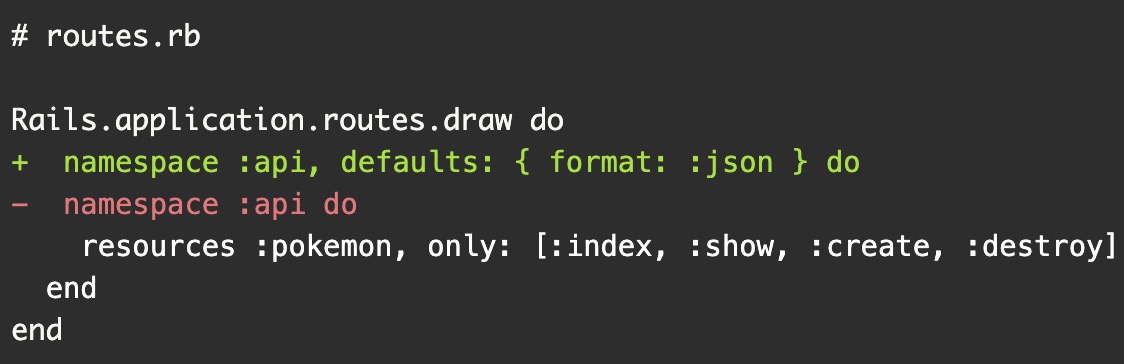 # routes.rb
Rails.application.routes.draw do
+  namespace :api, defaults: { format: :json } do
-  namespace :api do
    resources :pokemon, only: [:index, :show, :create, :destroy]
  end
end